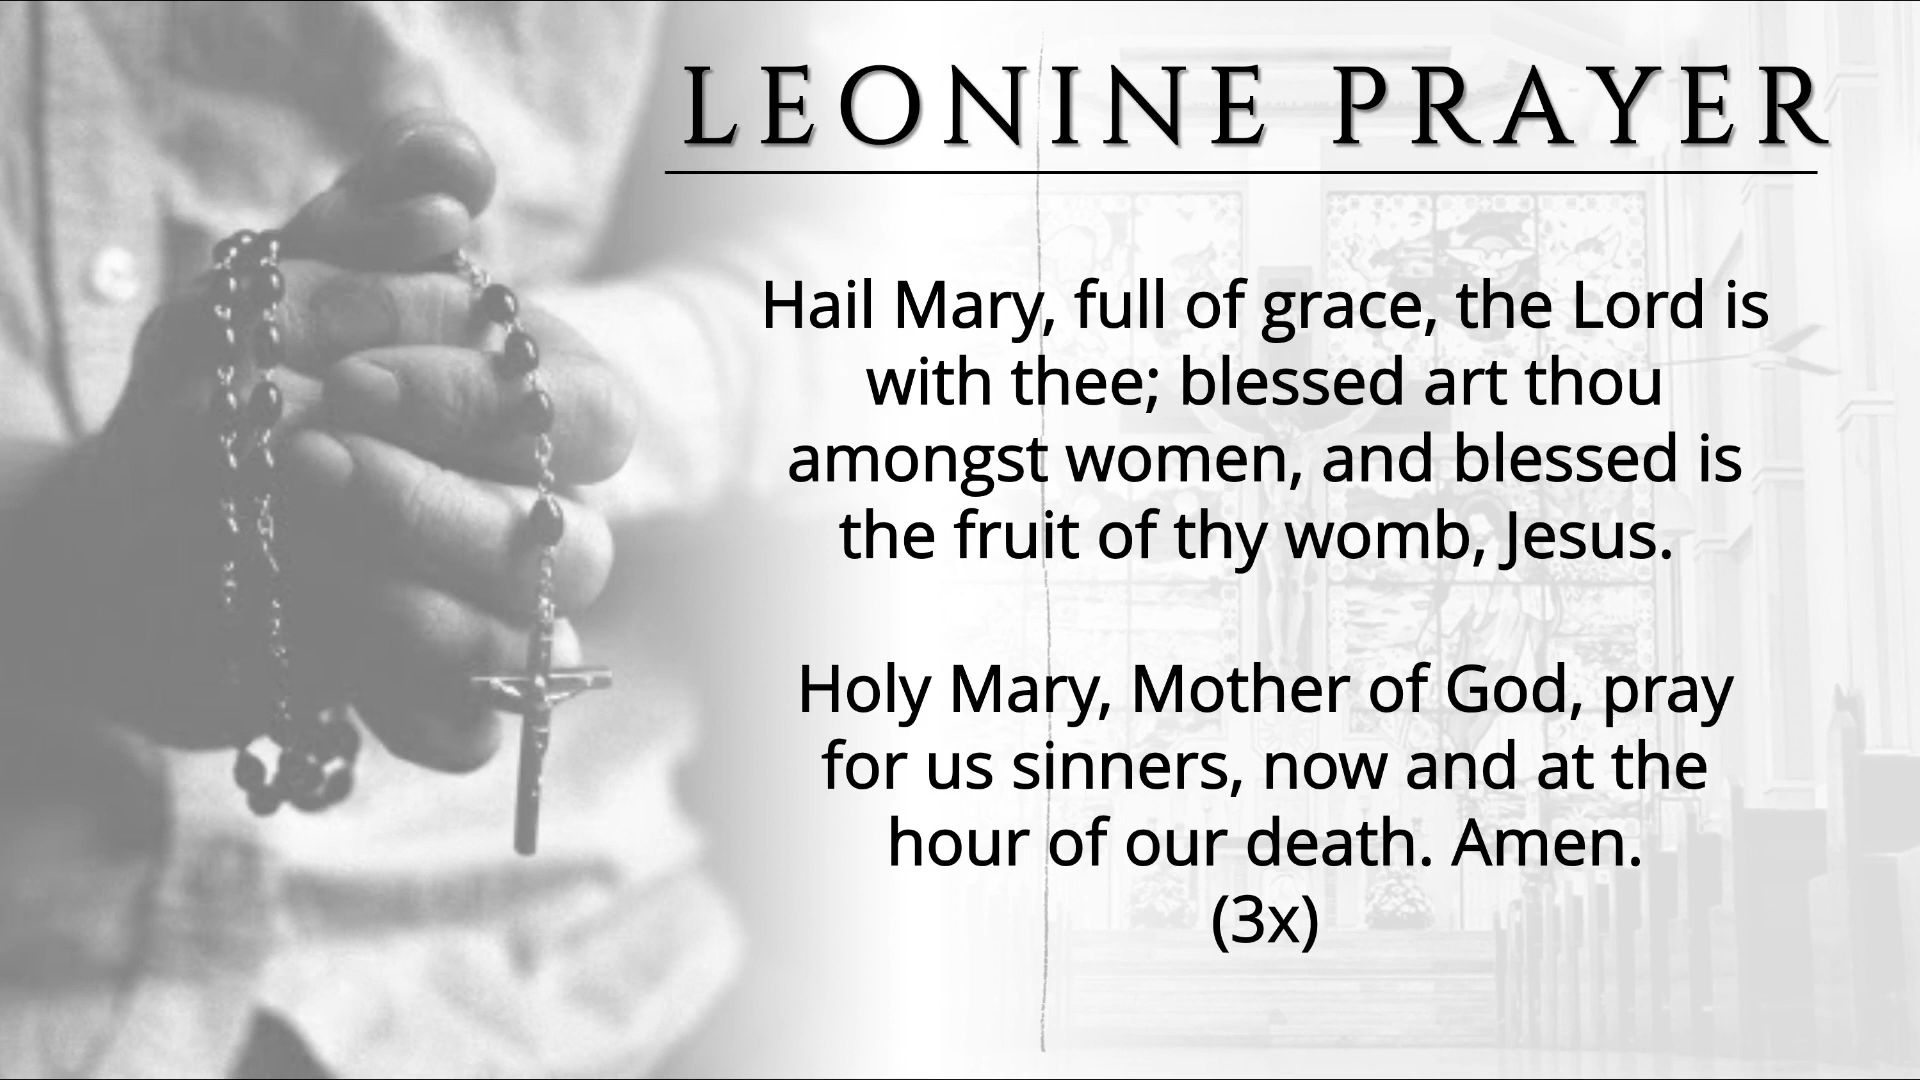 LEONINE PRAYER
Hail Mary, full of grace, the Lord is
with thee; blessed art thou
amongst women, and blessed is
the fruit of thy womb, Jesus.
Holy Mary, Mother of God, pray
for us sinners, now and at the
hour of our death. Amen.
(3x)